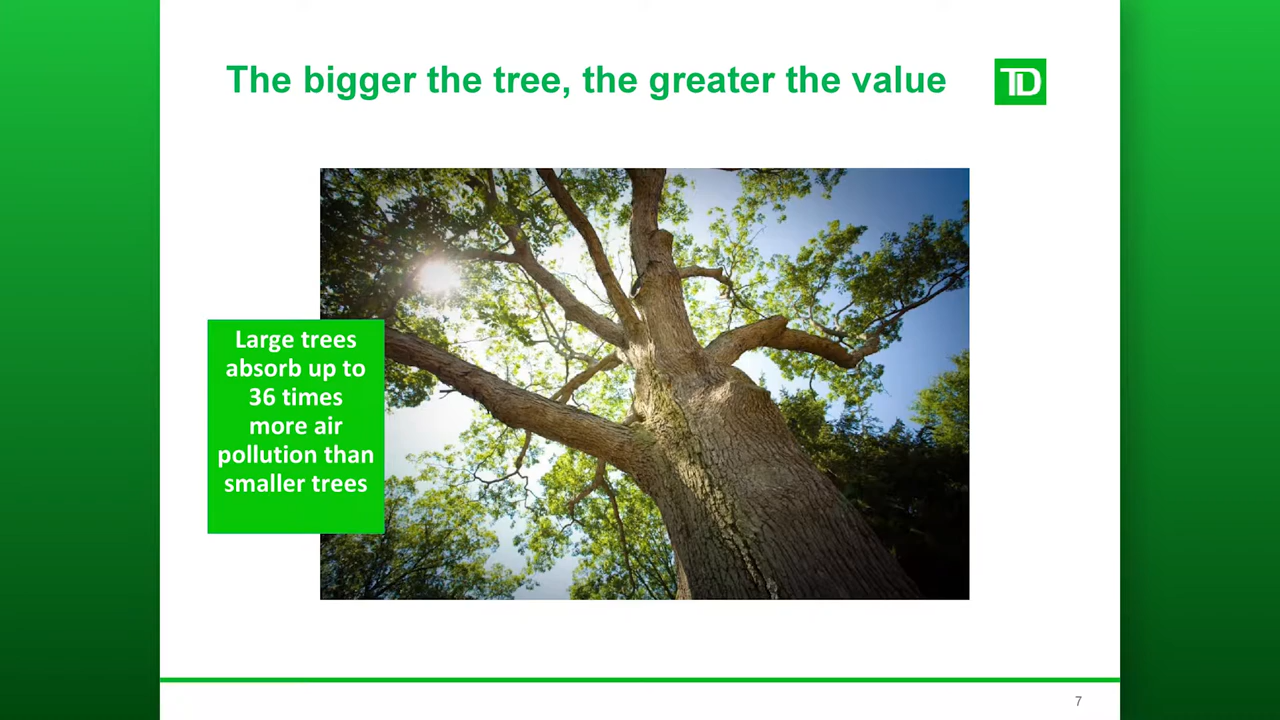 The bigger the tree, the greater the value
TD
Large trees
absorb up to
36 times
more air
pollution than
smaller trees
7